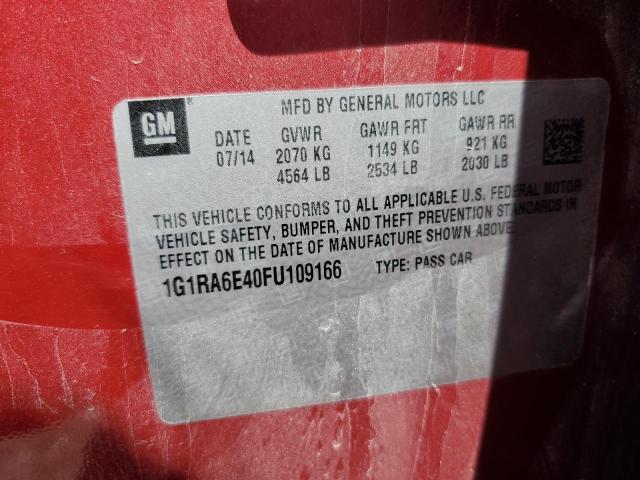 GM
®
MFD BY GENERAL MOTORS LLC
DATE GVWR GAWR FRT GAWR RR
07/14 2070 KG 1149 KG 921 KG
4564 LB 2534 LB 2030 LB
THIS VEHICLE CONFORMS TO ALL APPLICABLE U.S. FEDERAL MOTOR
VEHICLE SAFETY, BUMPER, AND THEFT PREVENTION STANDARDS IN
EFFECT ON THE DATE OF MANUFACTURE SHOWN ABOVE.
1G1RA6E40FU109166 TYPE: PASS CAR